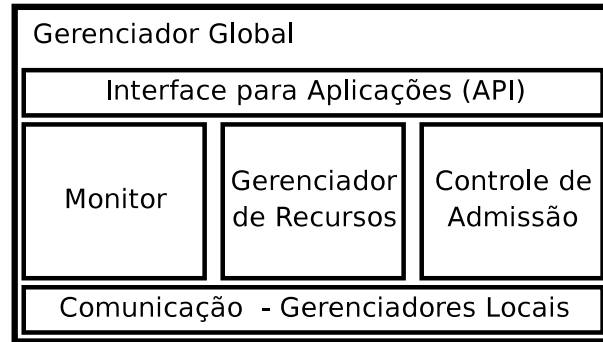 Gerenciador Global
Interface para Aplicações (API)
Monitor
Gerenciador
de Recursos
Controle de
Admissão
Comunicação - Gerenciadores Locais